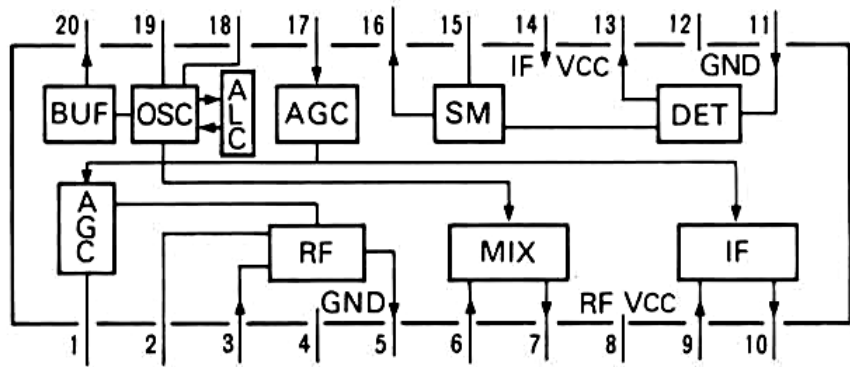 20 19 18 17 16 15 14 13 12 11
IF VCC GND
BUF OSC ALC AGC SM DET
AGC
RF MIX IF
GND RF VCC
1 2 3 4 5 6 7 8 9 10